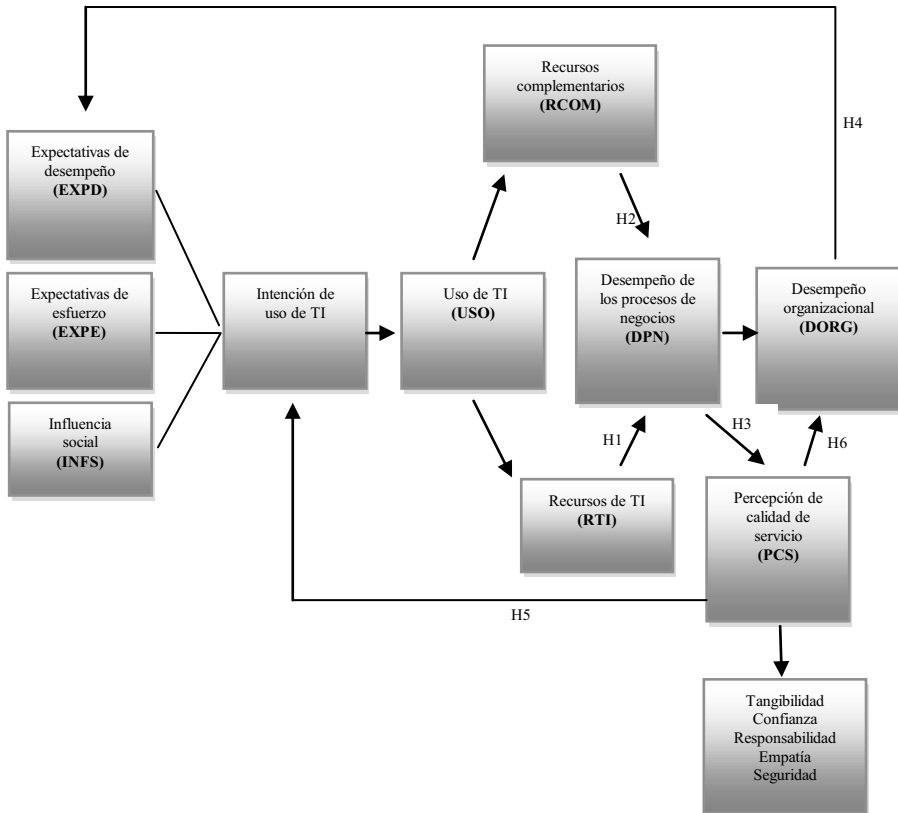 Recursos
complementarios
(RCOM)
H4
Expectativas de
desempeño
(EXPD)
H2
Expectativas de
esfuerzo
(EXPE)
Intención de
uso de TI
Uso de TI
(USO)
Desempeño de
los procesos de
negocios
(DPN)
Desempeño
organizacional
(DORG)
Influencia
social
(INFS)
H1
H3
H6
Recursos de TI
(RTI)
Percepción de
calidad de
servicio
(PCS)
H5
Tangibilidad
Confianza
Responsabilidad
Empatía
Seguridad